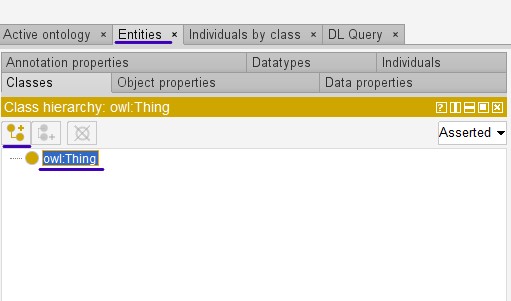 Active ontology × Entities × Individuals by class × DL Query ×
Annotation properties Datatypes Individuals
Classes Object properties Data properties
Class hierarchy: owl:Thing
Asserted
owl:Thing